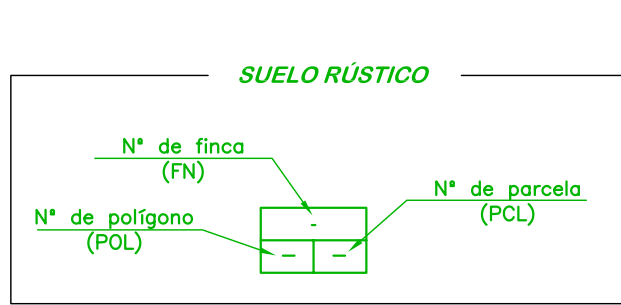 SUELO RÚSTICO
Nª de finca
(FN)
Nª de parcela
(PCL)
Nª de polígono
(POL)
-
- -